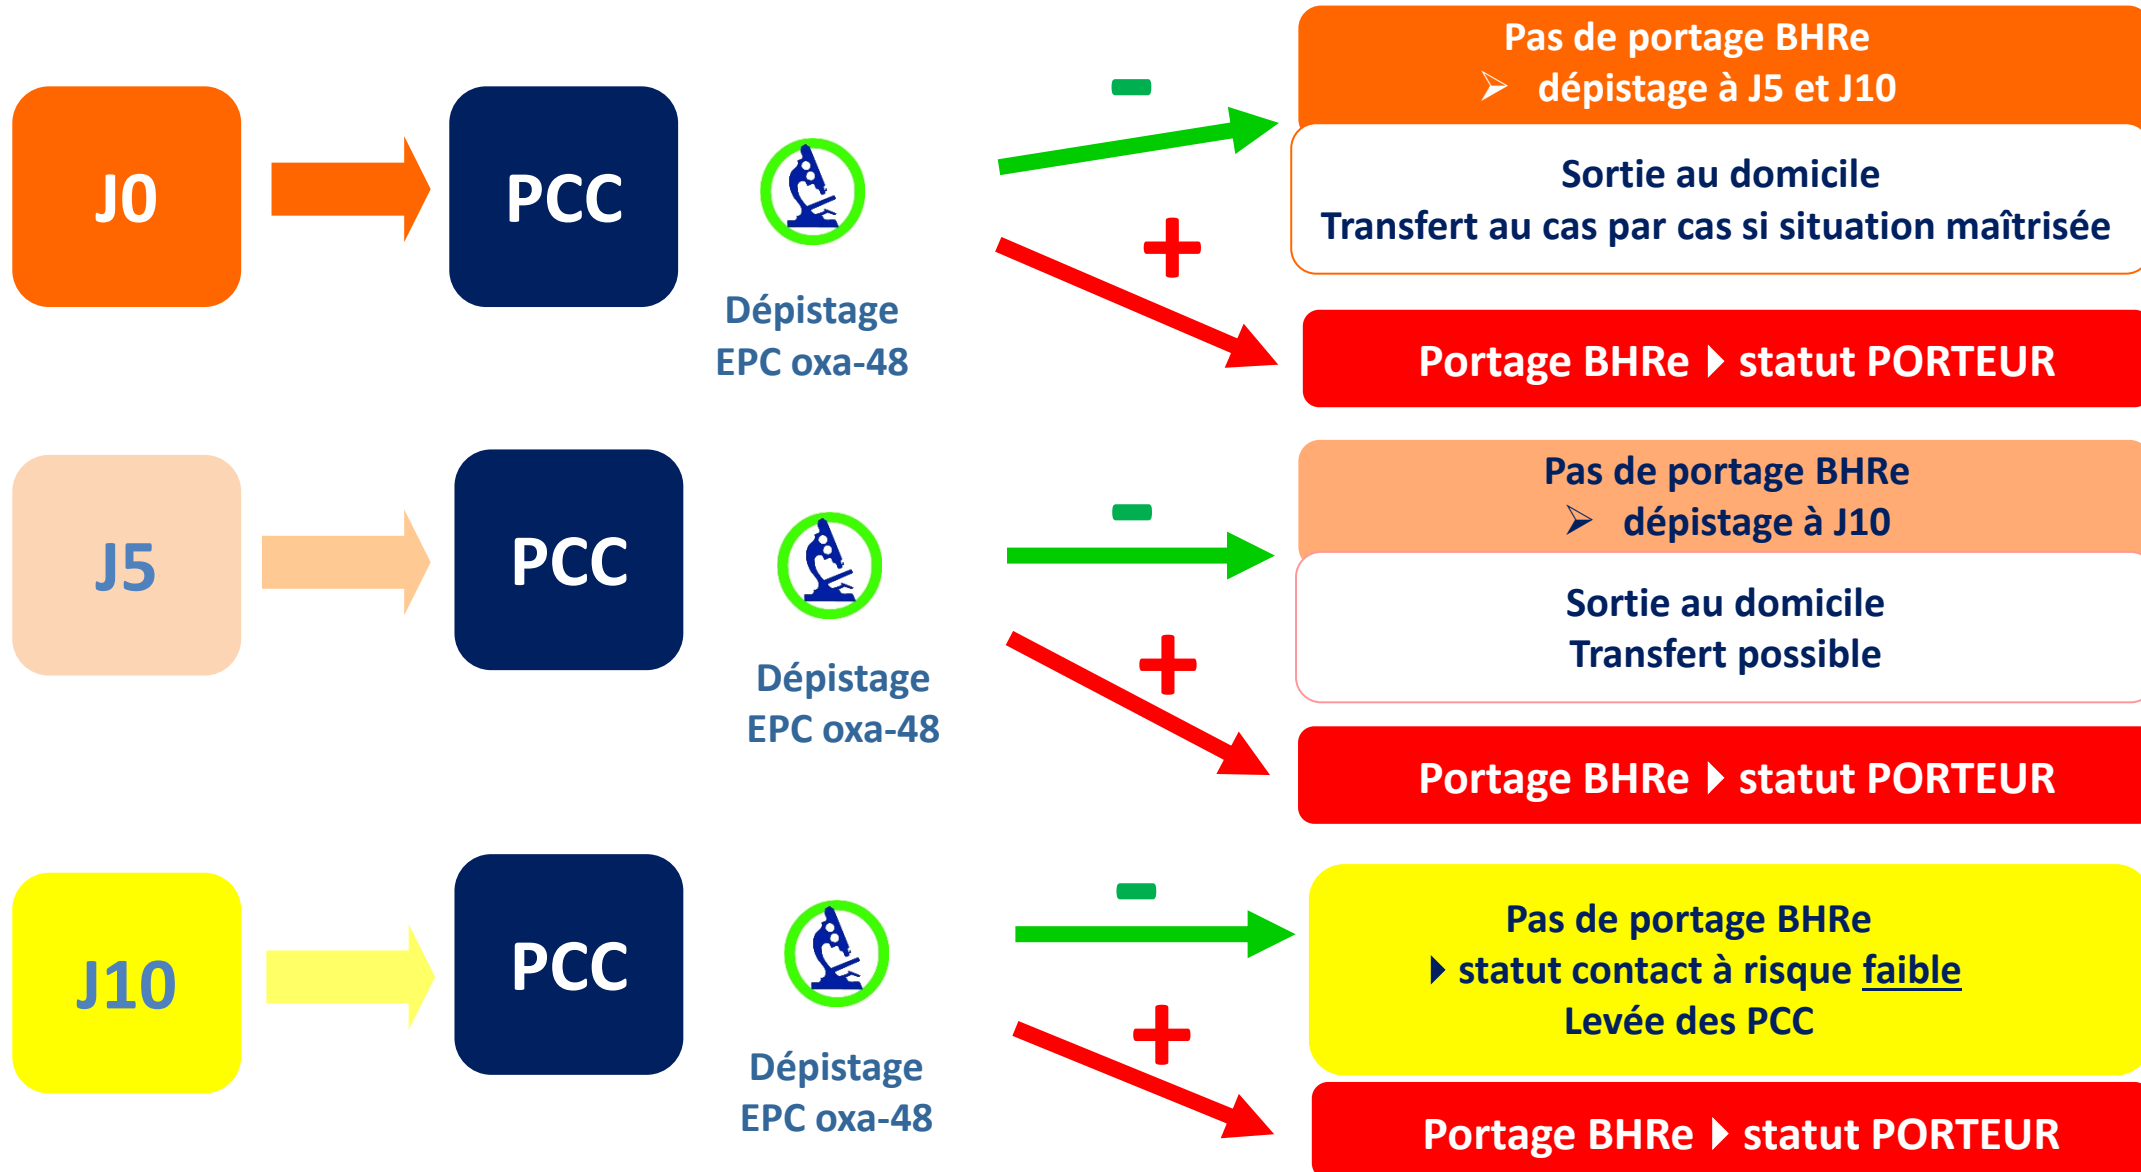 J0
PCC
Dépistage
EPC oxa-48
-
+
Pas de portage BHRe
➢ dépistage à J5 et J10
Sortie au domicile
Transfert au cas par cas si situation maîtrisée
Portage BHRe ▶ statut PORTEUR
J5
PCC
Dépistage
EPC oxa-48
-
+
Pas de portage BHRe
➢ dépistage à J10
Sortie au domicile
Transfert possible
Portage BHRe ▶ statut PORTEUR
J10
PCC
Dépistage
EPC oxa-48
-
+
Pas de portage BHRe
▶ statut contact à risque faible
Levée des PCC
Portage BHRe ▶ statut PORTEUR